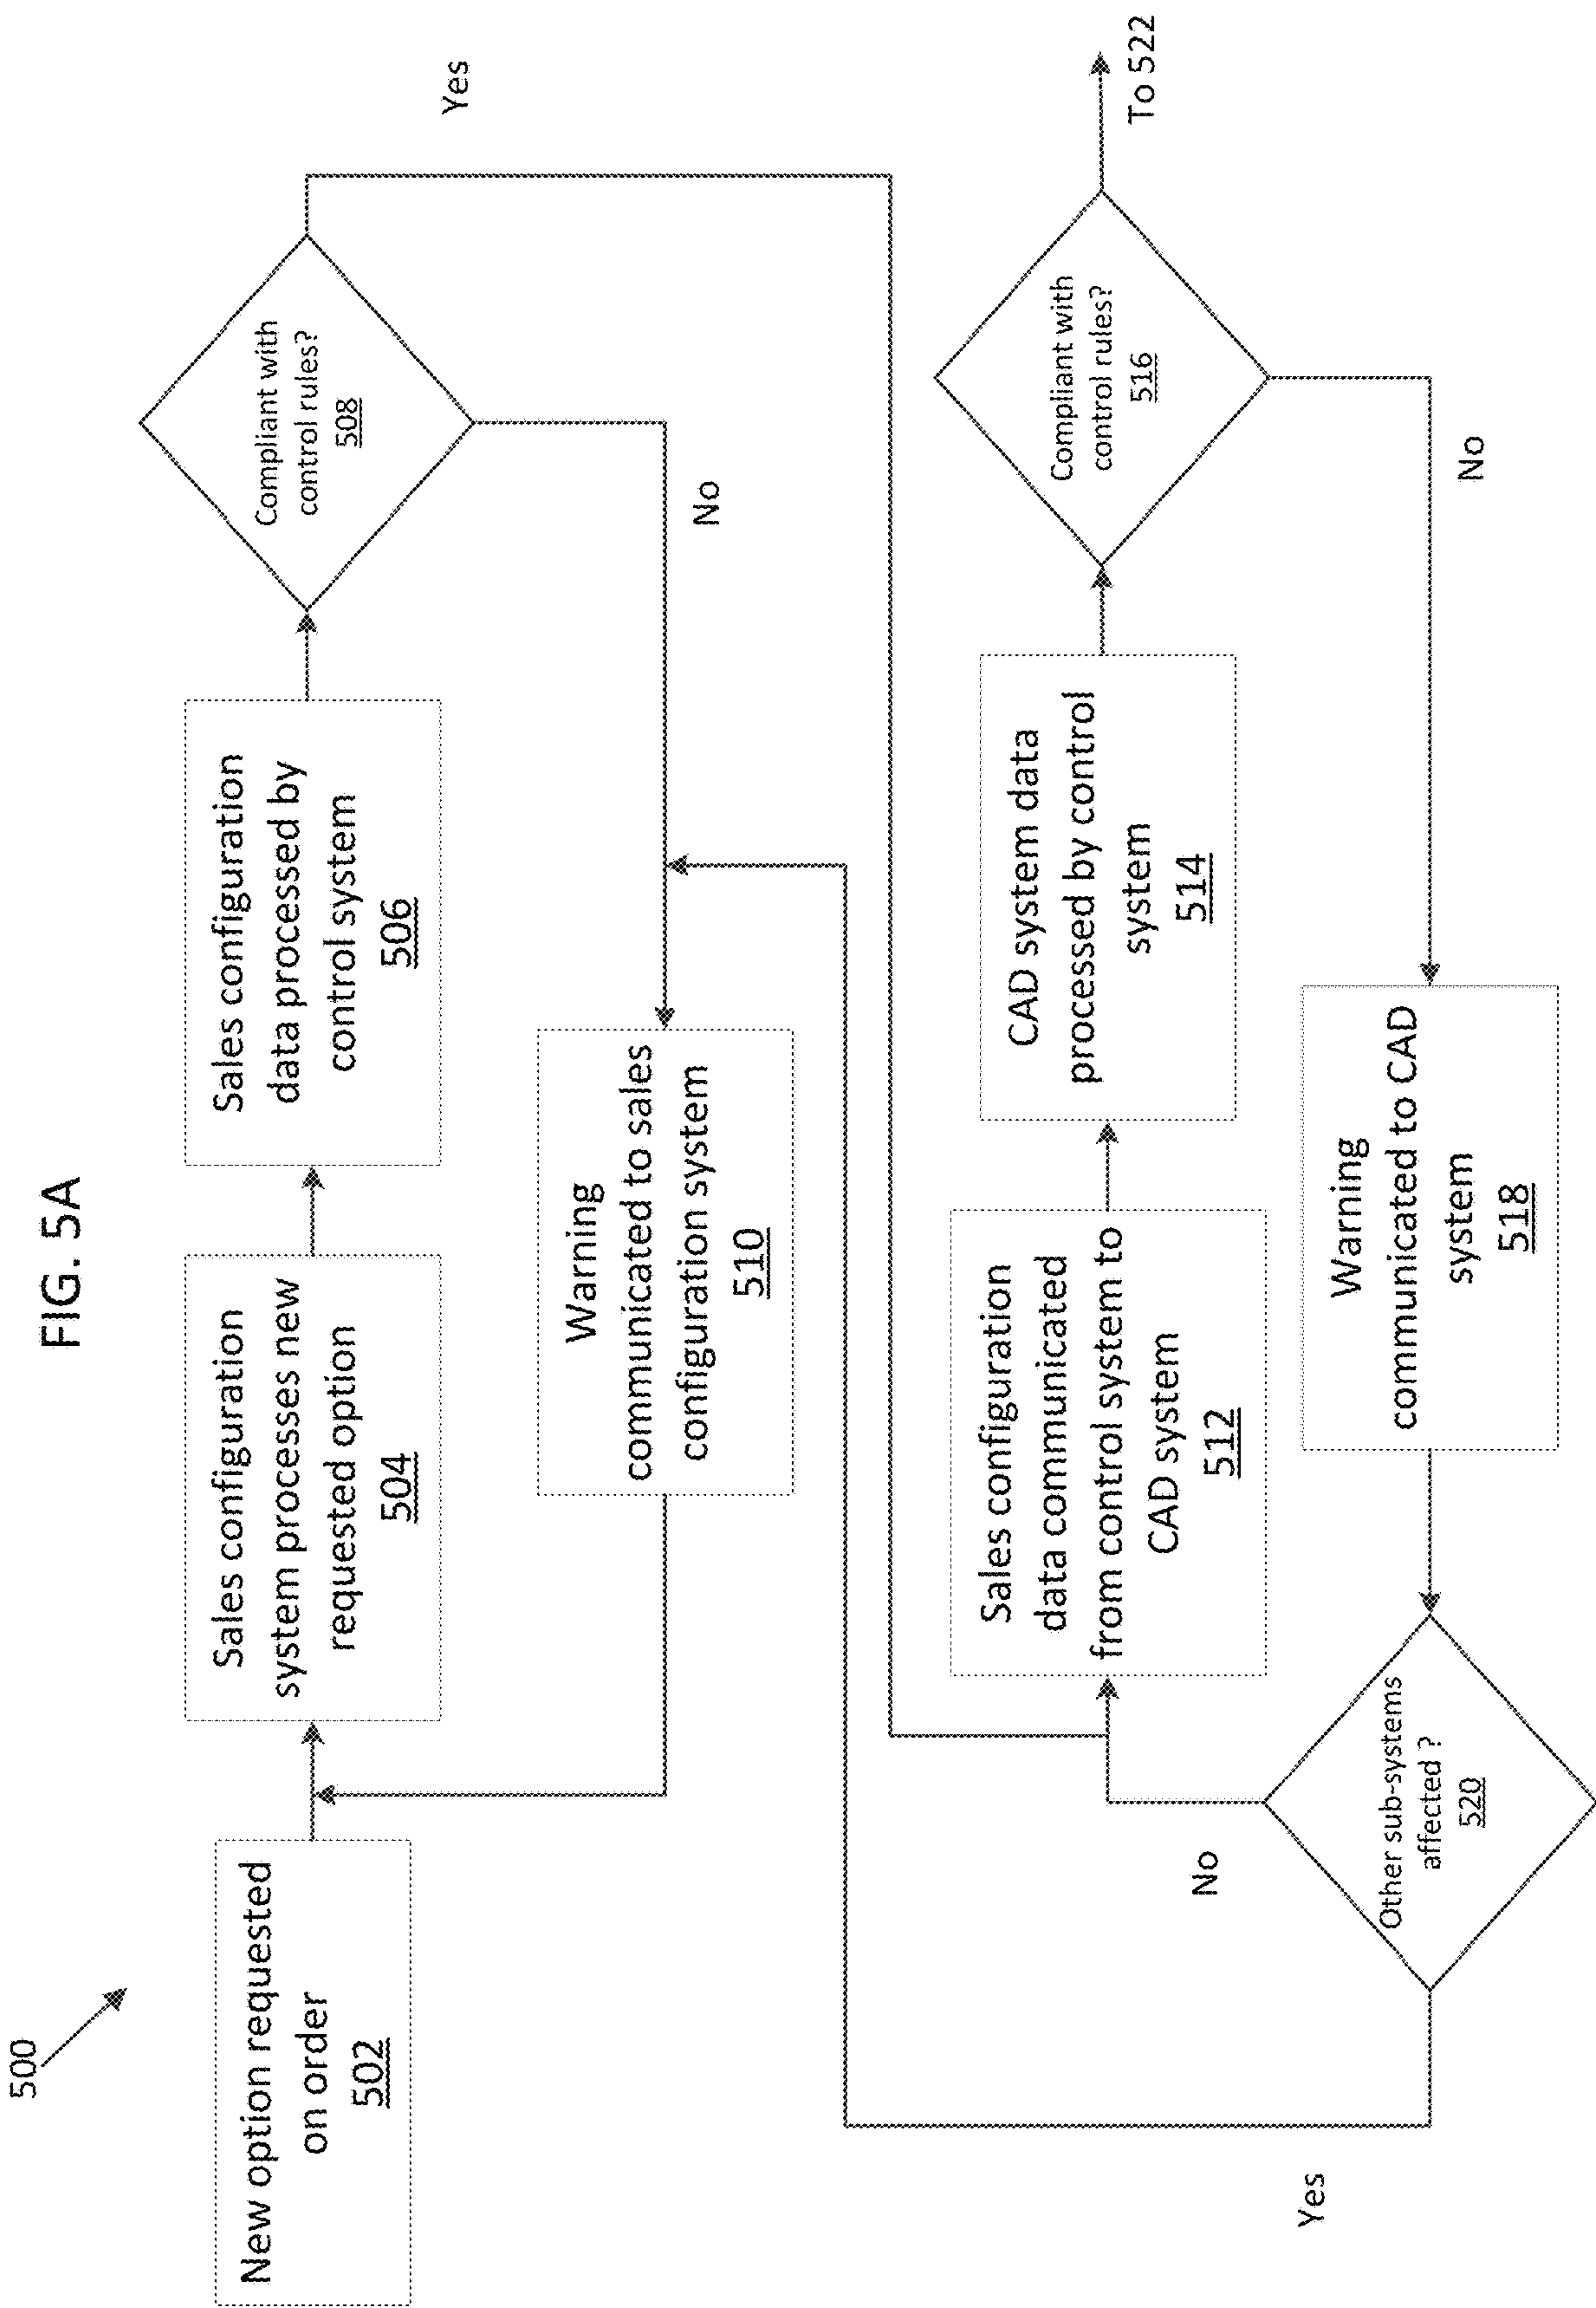 FIG. 5A
500
New option requested
on order
502
Sales configuration
system processes new
requested option
504
Sales configuration
data processed by
control system
506
Compliant with
control rules?
508
Yes
No
Warning
communicated to sales
configuration system
510
Sales configuration
data communicated
from control system to
CAD system
512
CAD system data
processed by control
system
514
Compliant with
control rules?
516
To 522
No
Warning
communicated to CAD
system
518
Other sub-systems
affected ?
520
No
Yes